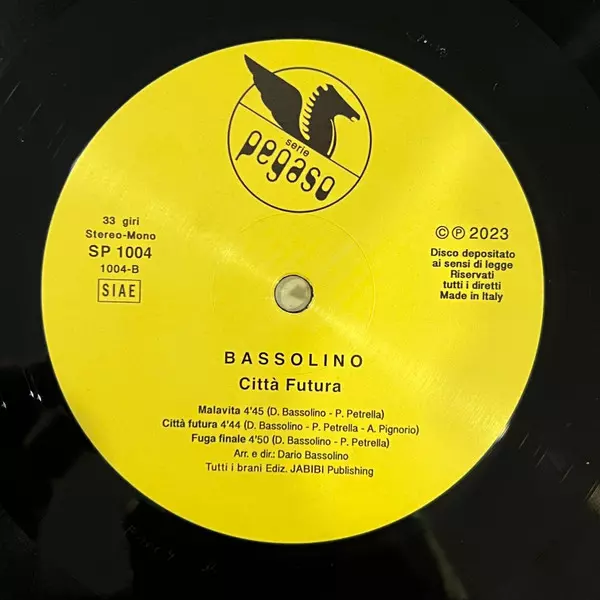 serie
pegaso
33 giri
Stereo-Mono
SP 1004
1004-B
SIAE
© ℗ 2023
Disco depositato
ai sensi di legge
Riservati
tutti i diretti
Made in Italy
BASSOLINO
Città Futura
Malavita 4'45 (D. Bassolino - P. Petrella)
Città futura 4'44 (D. Bassolino - P. Petrella - A. Pignorio)
Fuga finale 4'50 (D. Bassolino - P. Petrella)
Arr. e dir.: Dario Bassolino
Tutti i brani Ediz. JABIBI Publishing